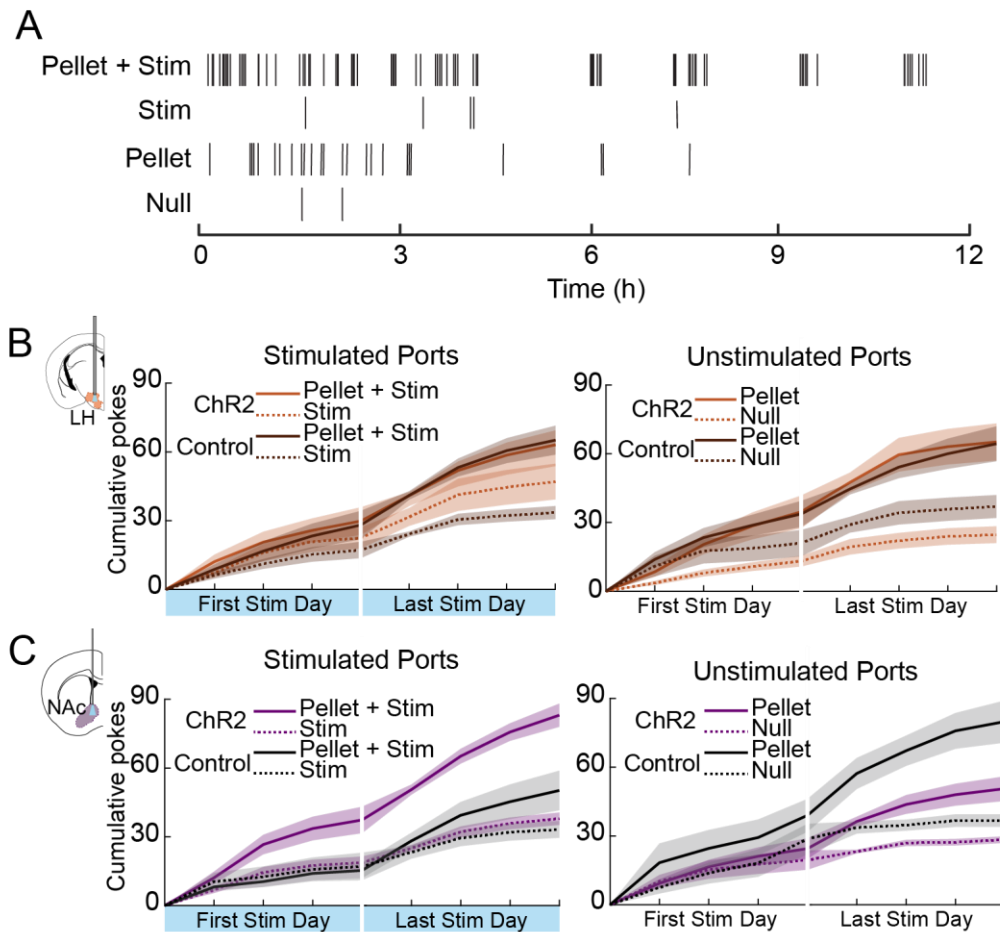 A
Pellet + Stim
Stim
Pellet
Null
0 3 6 9 12
Time (h)
B
LH
Stimulated Ports
Cumulative pokes
90
60
30
0
ChR2
Pellet + Stim
Stim
Control
Pellet + Stim
Stim
First Stim Day
Last Stim Day
Unstimulated Ports
90
60
30
0
ChR2
Pellet
Null
Control
Pellet
Null
First Stim Day
Last Stim Day
C
NAc
Stimulated Ports
Cumulative pokes
90
60
30
0
ChR2
Pellet + Stim
Stim
Control
Pellet + Stim
Stim
First Stim Day
Last Stim Day
Unstimulated Ports
90
60
30
0
ChR2
Pellet
Null
Control
Pellet
Null
First Stim Day
Last Stim Day